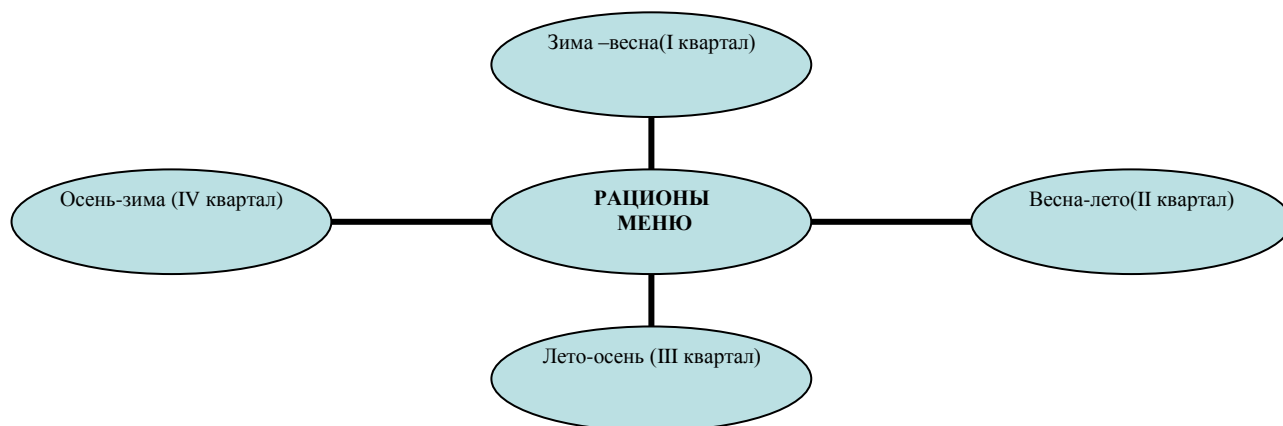 Зима –весна(I квартал)
Осень-зима (IV квартал)
РАЦИОНЫ
МЕНЮ
Весна-лето(II квартал)
Лето-осень (III квартал)